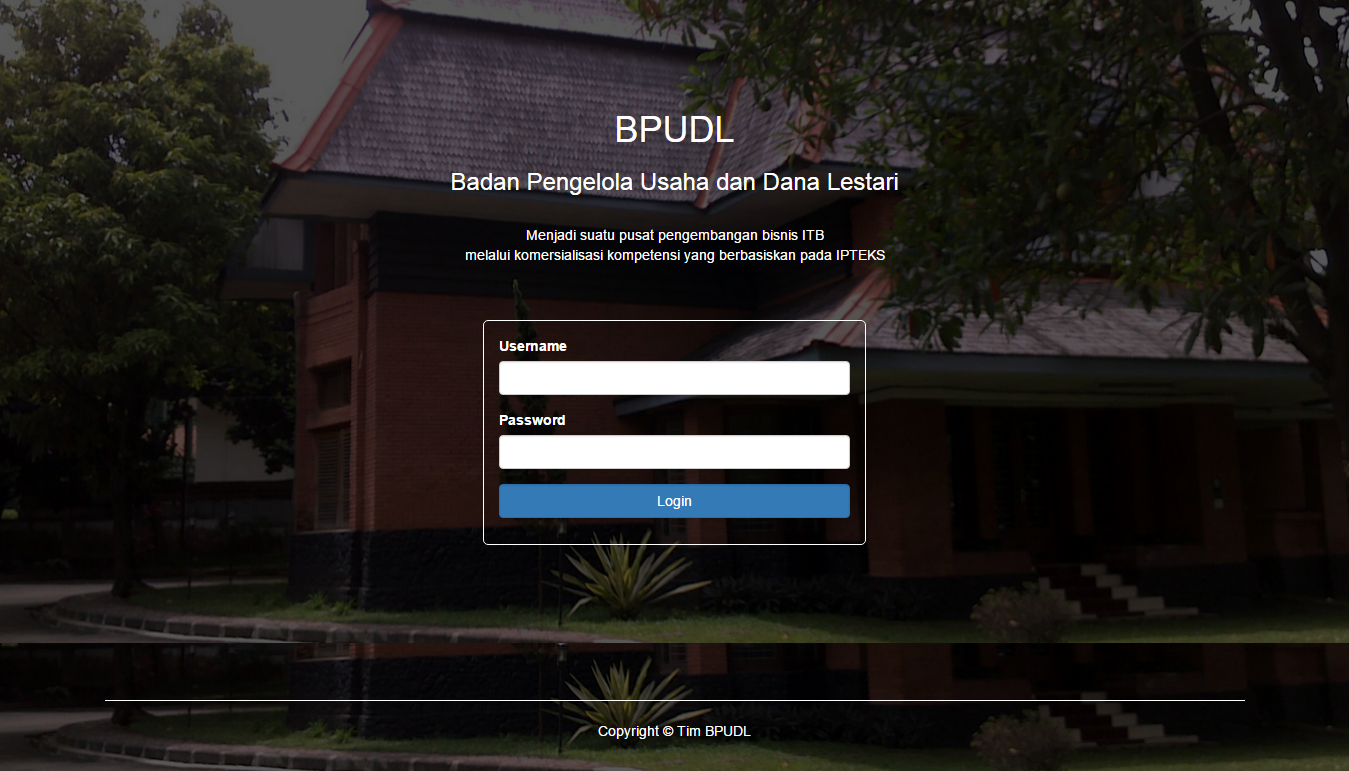 BPUDL
Badan Pengelola Usaha dan Dana Lestari
Menjadi suatu pusat pengembangan bisnis ITB
melalui komersialisasi kompetensi yang berbasiskan pada IPTEKS
Username
Password
Login
Copyright © Tim BPUDL